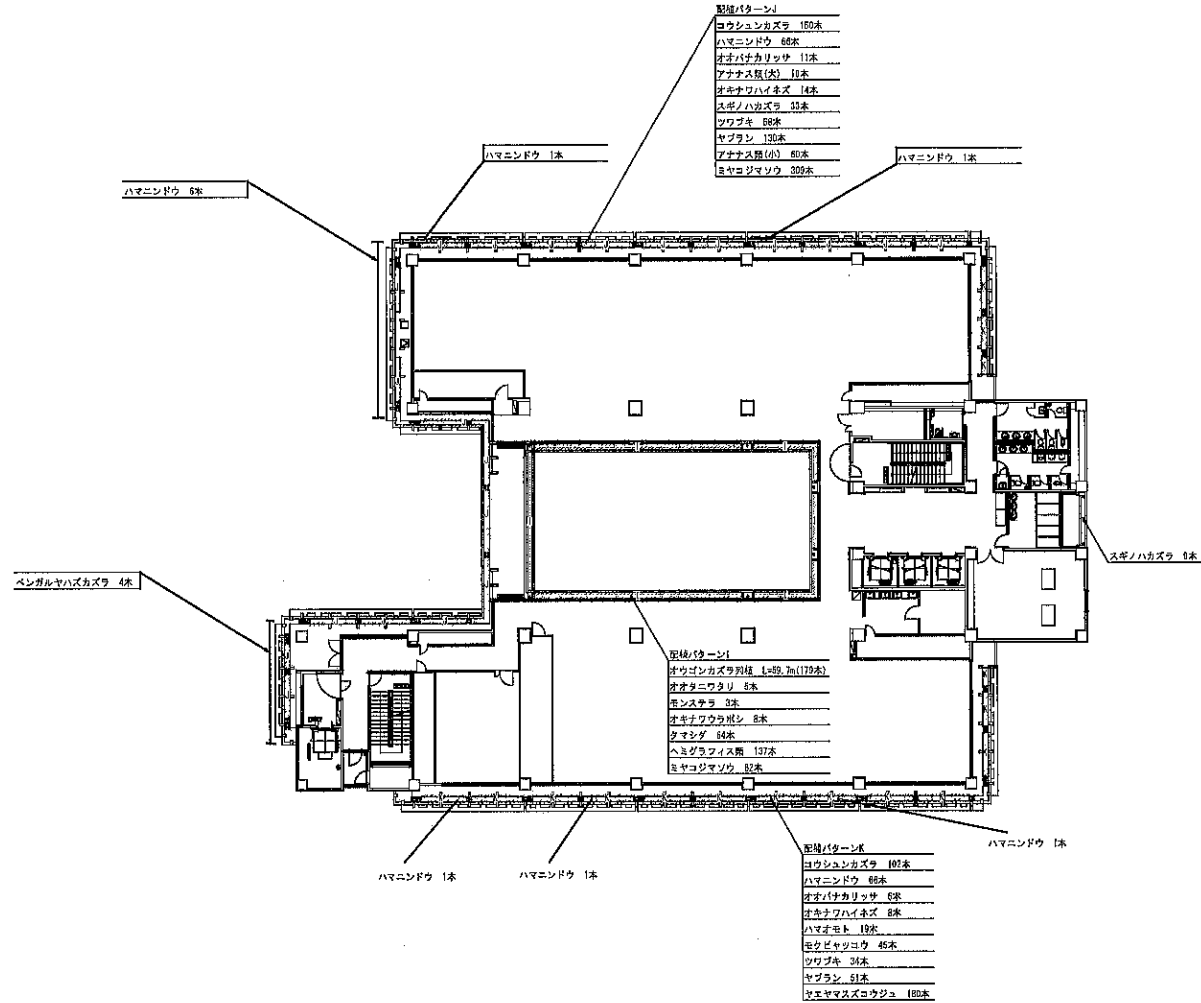 配植パターンJ
コウシュンカズラ 150本
ハマニンドウ 66本
オオバナカリッサ 11本
アナナス類(大) 10本
オキナワハイネズ 14本
スギノハカズラ 33本
ツワブキ 58本
ヤブラン 130本
アナナス類(小) 60本
ミヤコジマソウ 309本
ハマニンドウ 1本
ハマニンドウ 1本
ハマニンドウ 6本
スギノハカズラ 9本
ベンガルヤハズカズラ 4本
配植パターンI
オウゴンカズラ列植 L=59.7m(179本)
オオタニワタリ 5本
モンステラ 3本
オキナワウラボシ 8本
タマシダ 64本
ヘミグラフィス類 137本
ミヤコジマソウ 82本
ハマニンドウ 1本
ハマニンドウ 1本
ハマニンドウ 1本
配植パターンK
コウシュンカズラ 102本
ハマニンドウ 66本
オオバナカリッサ 6本
オキナワハイネズ 8本
ハマオモト 19本
モクビャッコウ 45本
ツワブキ 34本
ヤブラン 51本
ヤエヤマスズコウジュ 180本